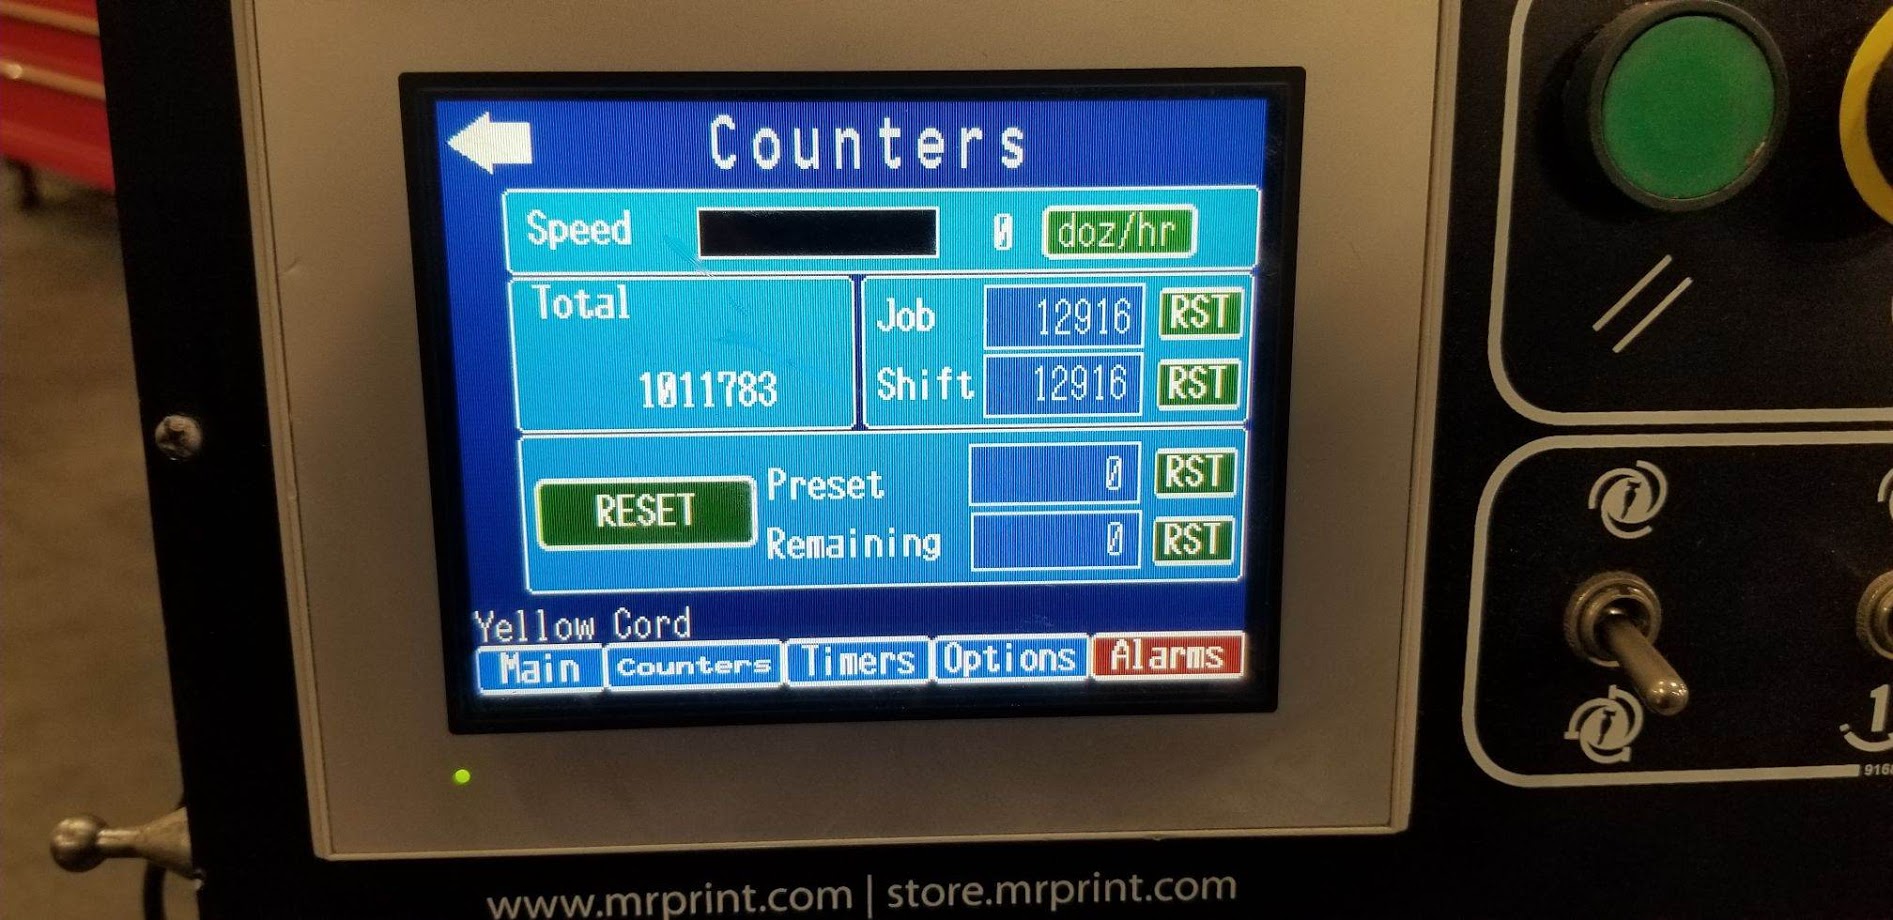 Counters
Speed 0 doz/hr
Total
1011783
Job 12916 RST
Shift 12916 RST
RESET
Preset 0 RST
Remaining 0 RST
Yellow Cord
Main Counters Timers Options Alarms
www.mrprint.com | store.mrprint.com